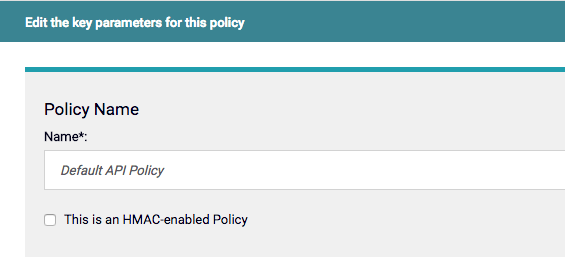 Edit the key parameters for this policy
Policy Name
Name*:
Default API Policy
This is an HMAC-enabled Policy